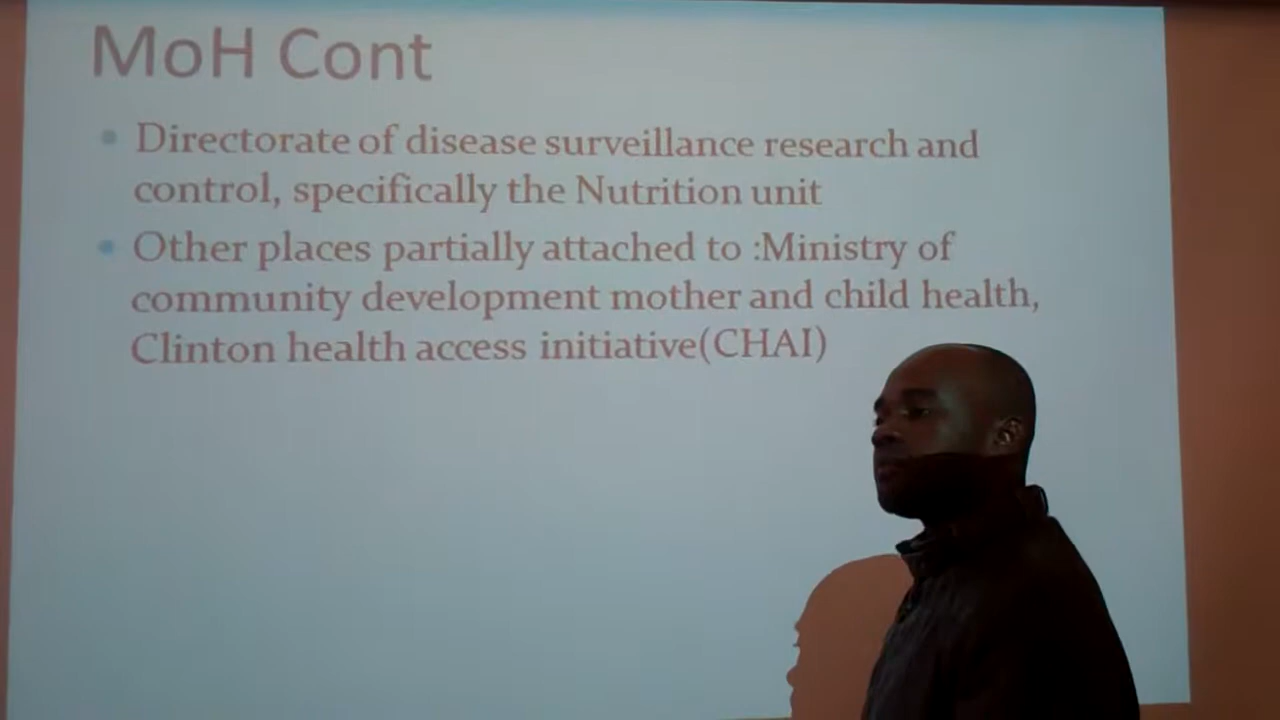 MoH Cont
Directorate of disease surveillance research and
control, specifically the Nutrition unit
Other places partially attached to :Ministry of
community development mother and child health,
Clinton health access initiative(CHAI)